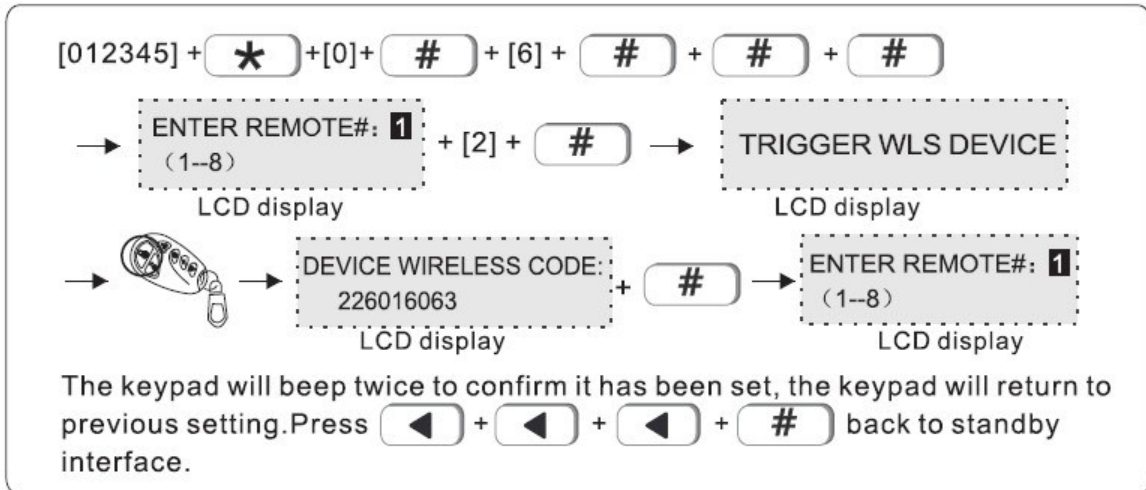 [012345] + * +[0]+ # + [6] + # + # + #
ENTER REMOTE#: 1 + [2] + # TRIGGER WLS DEVICE
(1--8)
LCD display LCD display
DEVICE WIRELESS CODE: + # ENTER REMOTE#: 1
226016063 (1--8)
LCD display LCD display
The keypad will beep twice to confirm it has been set, the keypad will return to
previous setting.Press ◀ + ◀ + ◀ + # back to standby
interface.